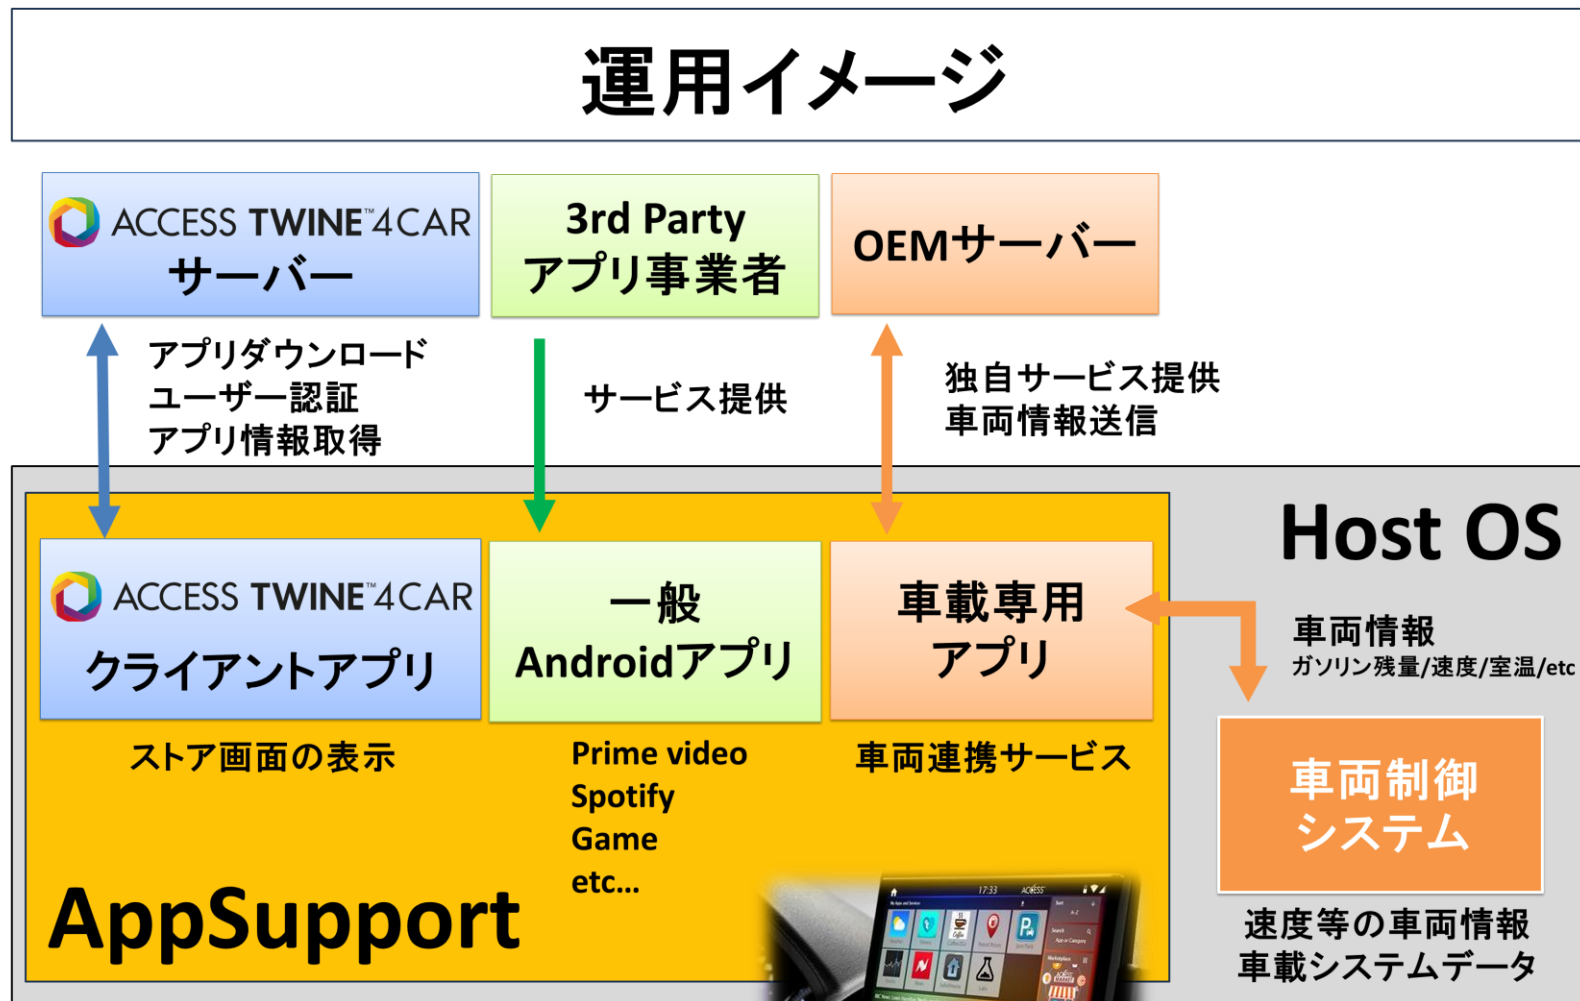 運用イメージ
ACCESS TWINE™4CAR
サーバー
3rd Party
アプリ事業者
OEMサーバー
アプリダウンロード
ユーザー認証
アプリ情報取得
サービス提供
独自サービス提供
車両情報送信
Host OS
ACCESS TWINE™4CAR
クライアントアプリ
一般
Androidアプリ
車載専用
アプリ
車両情報
ガソリン残量/速度/室温/etc
ストア画面の表示
Prime video
Spotify
Game
etc...
車両連携サービス
車両制御
システム
AppSupport
速度等の車両情報
車載システムデータ
17:33
ACCESS